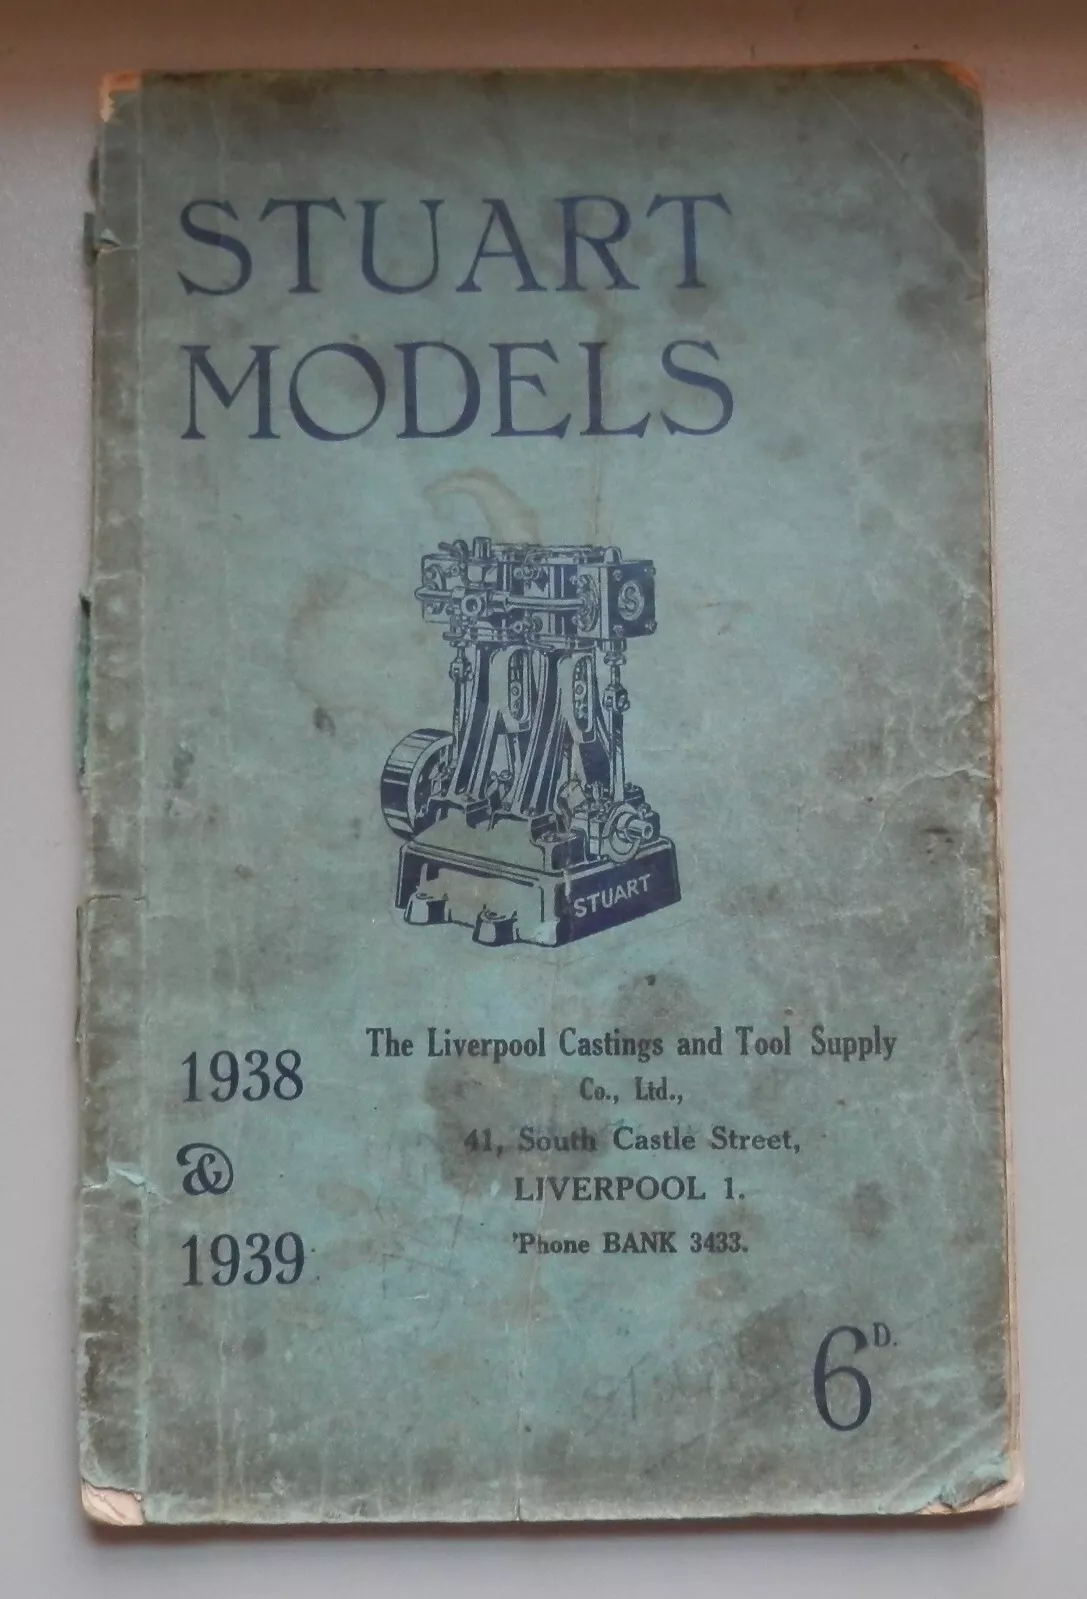 STUART
MODELS
S
STUART
1938
&
1939
The Liverpool Castings and Tool Supply
Co., Ltd.,
41, South Castle Street,
LIVERPOOL 1.
'Phone BANK 3433.
6D.